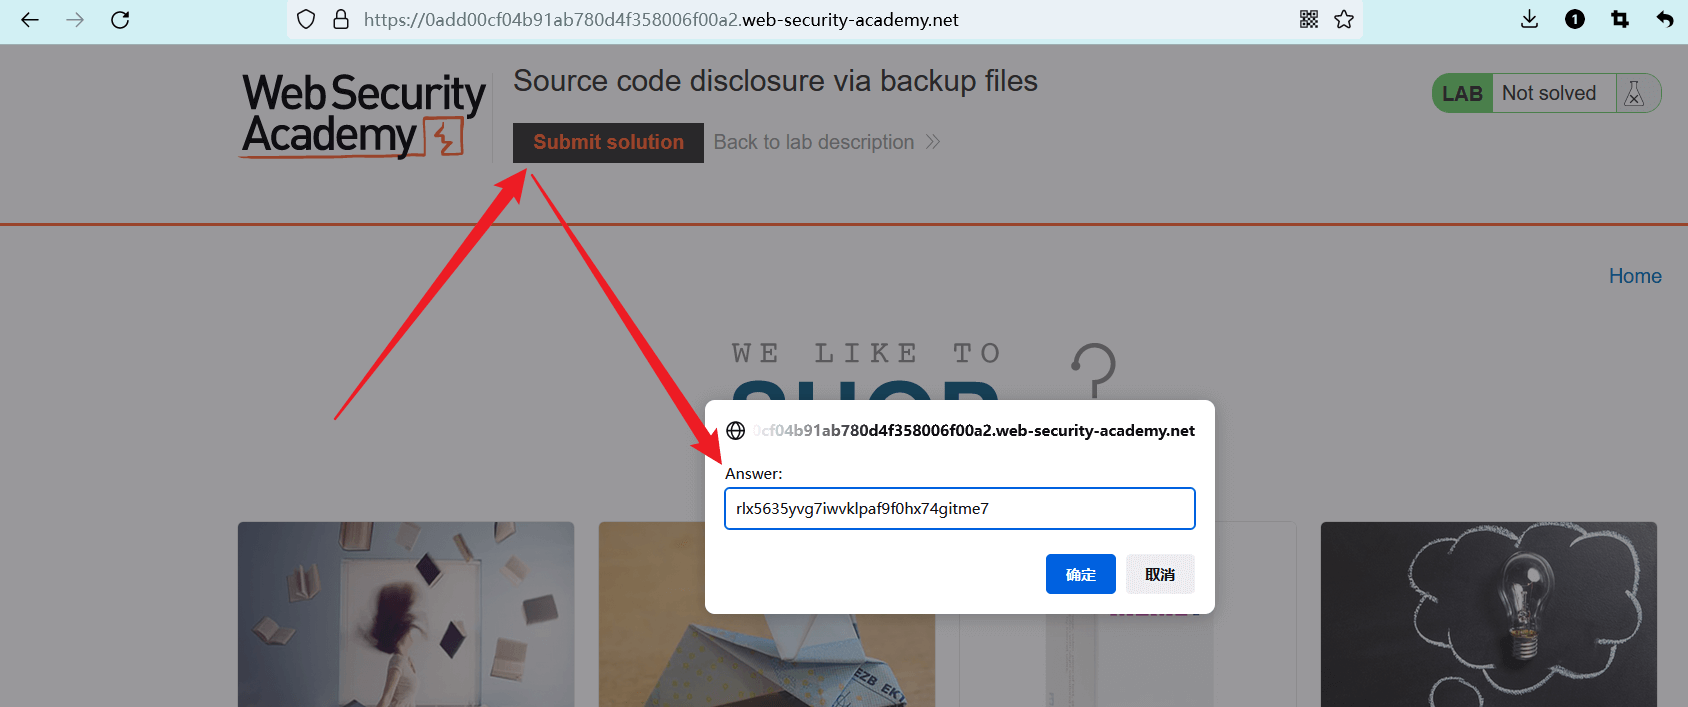 https://0add00cf04b91ab780d4f358006f00a2.web-security-academy.net
1
Web Security
Academy
Source code disclosure via backup files
Submit solution
Back to lab description
LAB
Not solved
Home
WE LIKE TO
SHOP
0cf04b91ab780d4f358006f00a2.web-security-academy.net
Answer:
rlx5635yvg7iwvklpaf9f0hx74gitme7
确定
取消
EZB EK